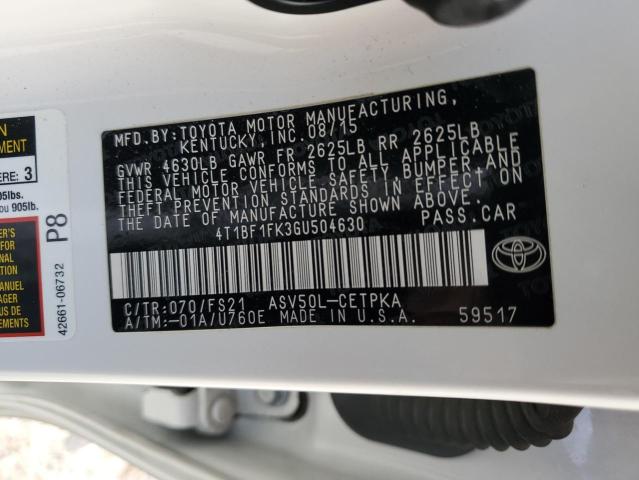 MFD. BY:TOYOTA MOTOR MANUFACTURING,
KENTUCKY, INC. 08/15
GVWR 4630LB GAWR FR 2625LB RR 2625LB
THIS VEHICLE CONFORMS TO ALL APPLICABLE
FEDERAL MOTOR VEHICLE SAFETY, BUMPER, AND
THEFT PREVENTION STANDARDS IN EFFECT ON
THE DATE OF MANUFACTURE SHOWN ABOVE.
4T1BF1FK3GU504630 PASS.CAR
C/TR:070/FS21 ASV50L-CETPKA
A/TM:-01A/U760E MADE IN U.S.A. 59517
EMENT
ERE: 3
95lbs.
u 905lb.
P8
42661-06732